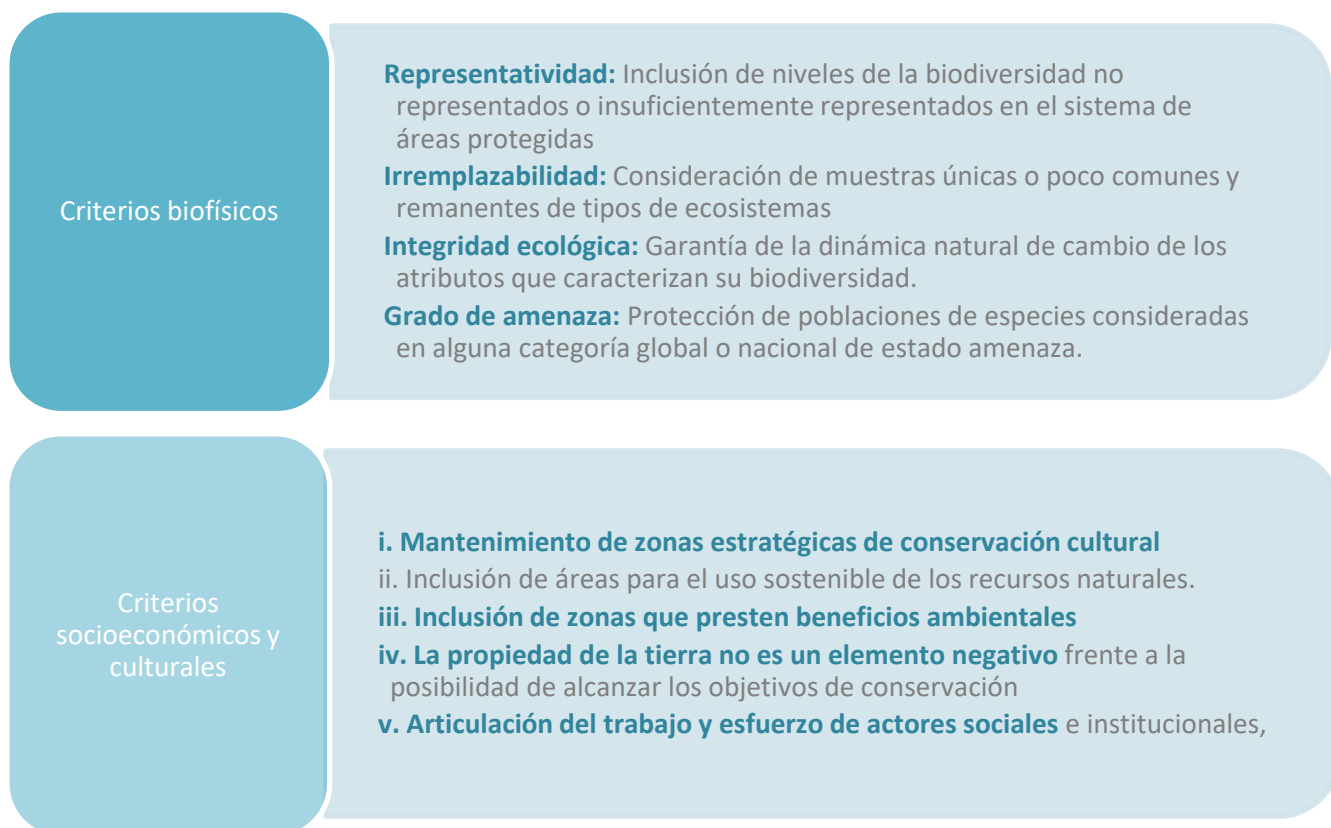 Criterios biofísicos
Representatividad: Inclusión de niveles de la biodiversidad no
representados o insuficientemente representados en el sistema de
áreas protegidas
Irremplazabilidad: Consideración de muestras únicas o poco comunes y
remanentes de tipos de ecosistemas
Integridad ecológica: Garantía de la dinámica natural de cambio de los
atributos que caracterizan su biodiversidad.
Grado de amenaza: Protección de poblaciones de especies consideradas
en alguna categoría global o nacional de estado amenaza.
Criterios
socioeconómicos y
culturales
i. Mantenimiento de zonas estratégicas de conservación cultural
ii. Inclusión de áreas para el uso sostenible de los recursos naturales.
iii. Inclusión de zonas que presten beneficios ambientales
iv. La propiedad de la tierra no es un elemento negativo frente a la
posibilidad de alcanzar los objetivos de conservación
v. Articulación del trabajo y esfuerzo de actores sociales e institucionales,